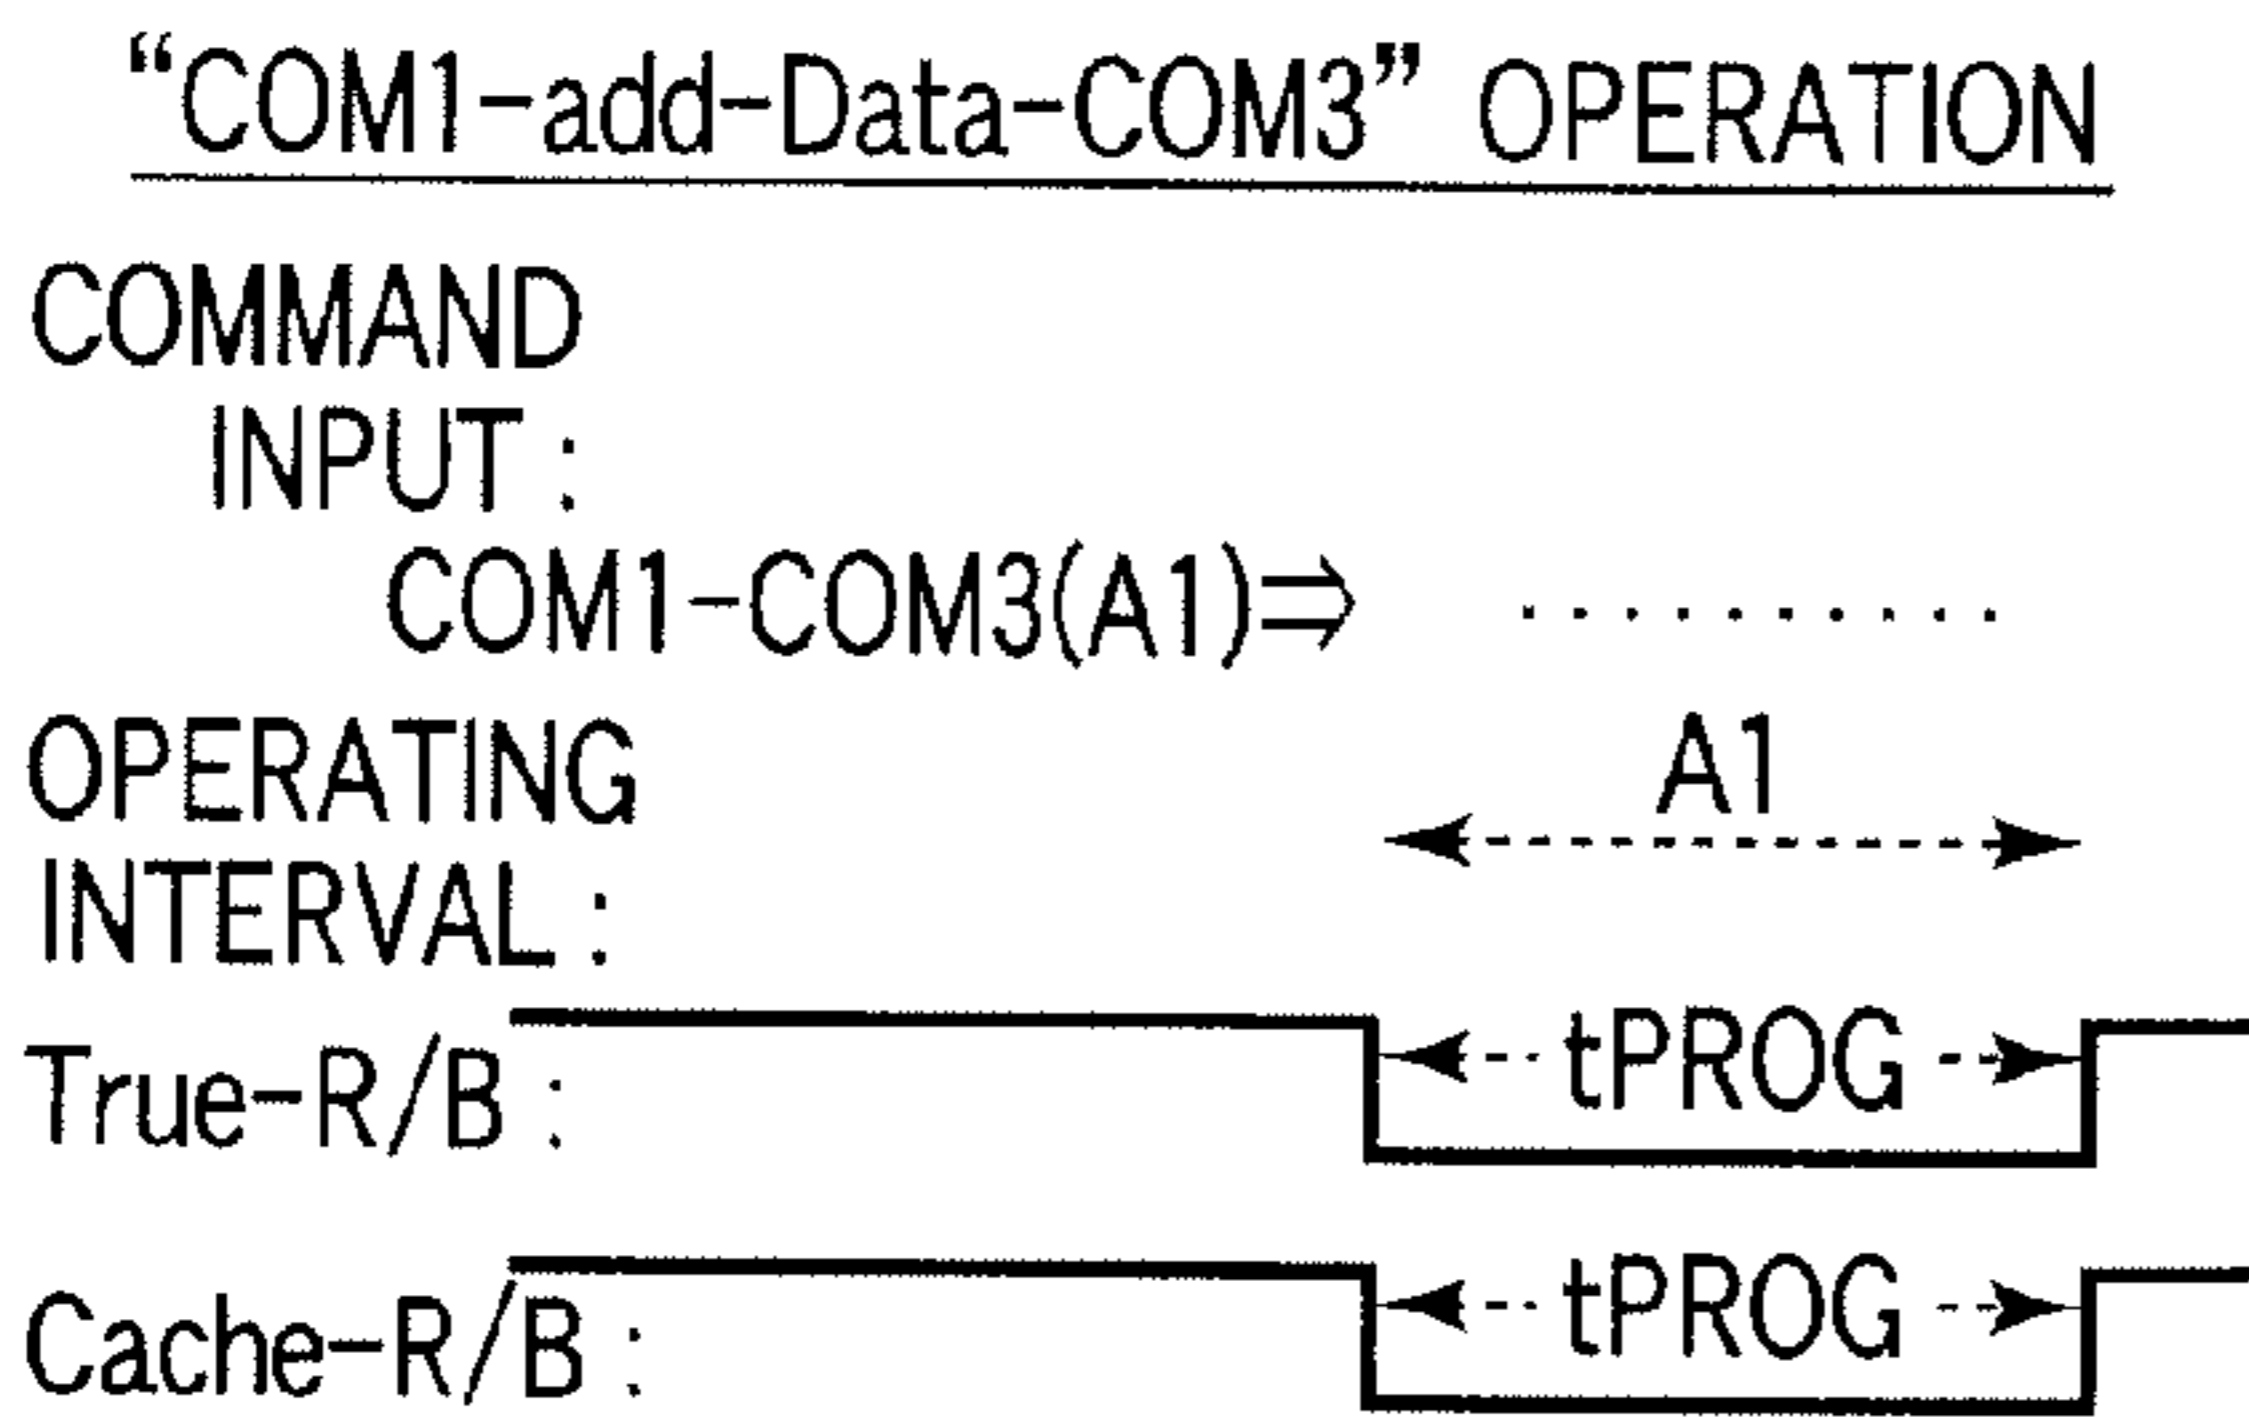 “COM1-add-Data-COM3” OPERATION
COMMAND
INPUT :
COM1-COM3(A1)⇒ . . . . . . . . . .
OPERATING
INTERVAL :
A1
True-R/B :
tPROG
Cache-R/B :
tPROG